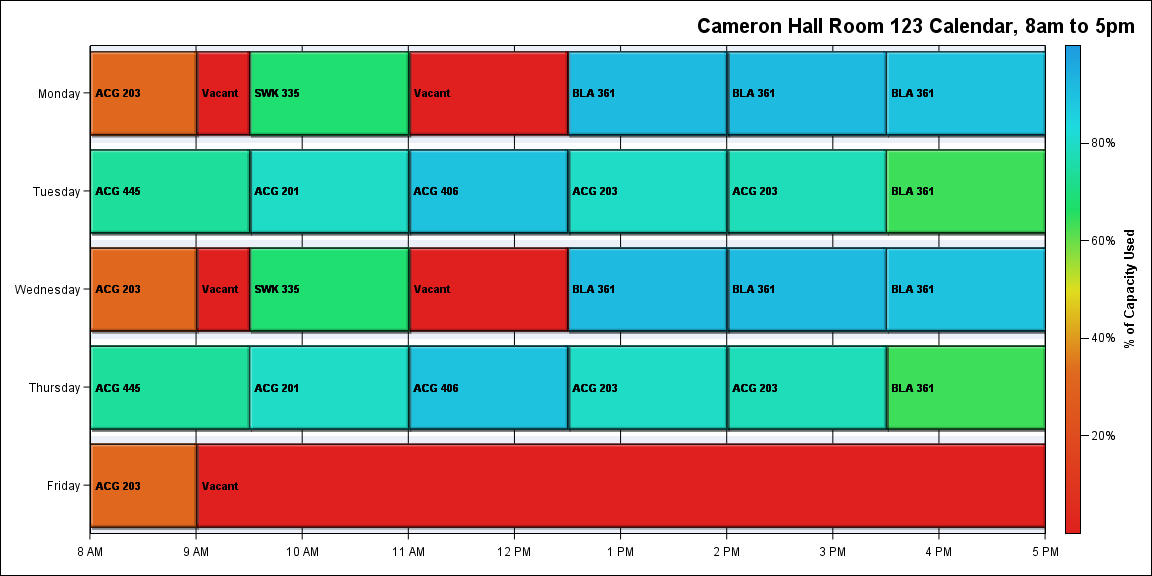 Cameron Hall Room 123 Calendar, 8am to 5pm
Monday ACG 203 Vacant SWK 335 Vacant BLA 361 BLA 361 BLA 361
Tuesday ACG 445 ACG 201 ACG 406 ACG 203 ACG 203 BLA 361
Wednesday ACG 203 Vacant SWK 335 Vacant BLA 361 BLA 361 BLA 361
Thursday ACG 445 ACG 201 ACG 406 ACG 203 ACG 203 BLA 361
Friday ACG 203 Vacant
8 AM 9 AM 10 AM 11 AM 12 PM 1 PM 2 PM 3 PM 4 PM 5 PM
80%
60%
40%
20%
% of Capacity Used